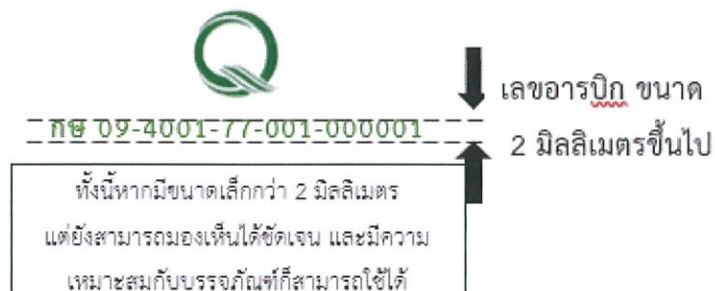 Q
เลขอารบิก ขนาด
กษ 09-4001-77-001-000001
2 มิลลิเมตรขึ้นไป
ทั้งนี้หากมีขนาดเล็กกว่า 2 มิลลิเมตร
แต่ยังสามารถมองเห็นได้ชัดเจน และมีความ
เหมาะสมกับบรรจุภัณฑ์ก็สามารถใช้ได้